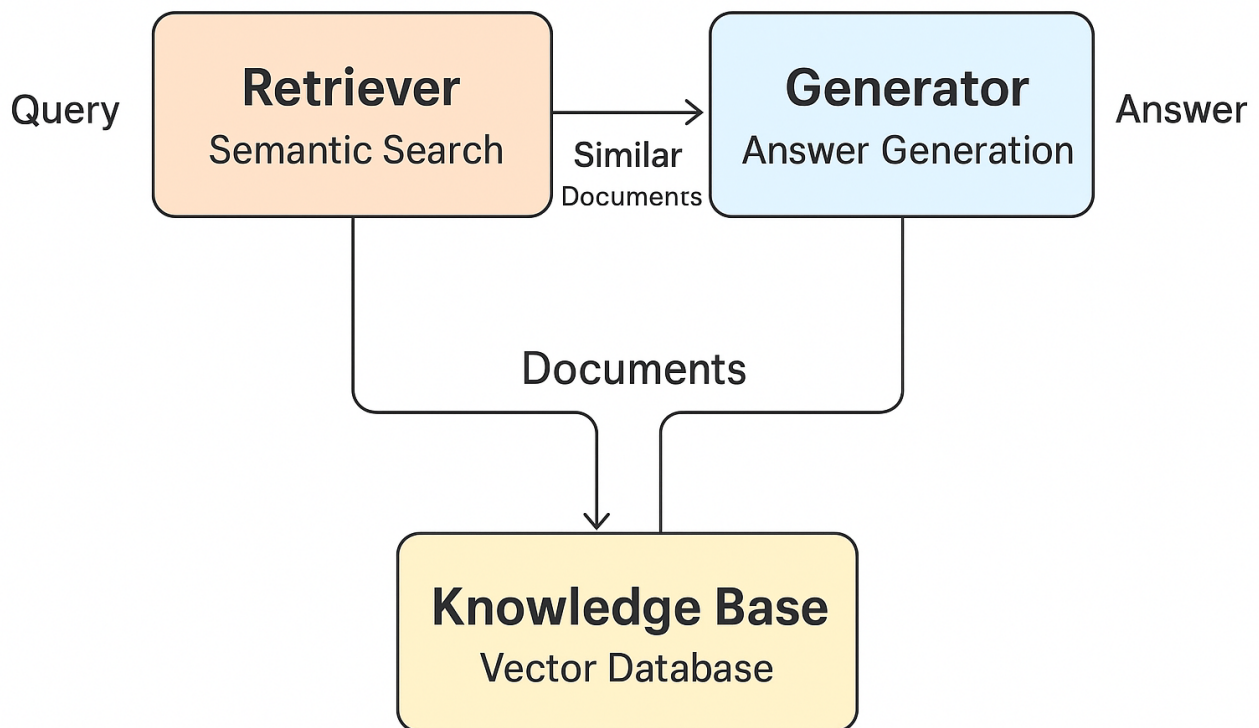 Query
Retriever
Semantic Search
Similar
Documents
Generator
Answer Generation
Answer
Documents
Knowledge Base
Vector Database